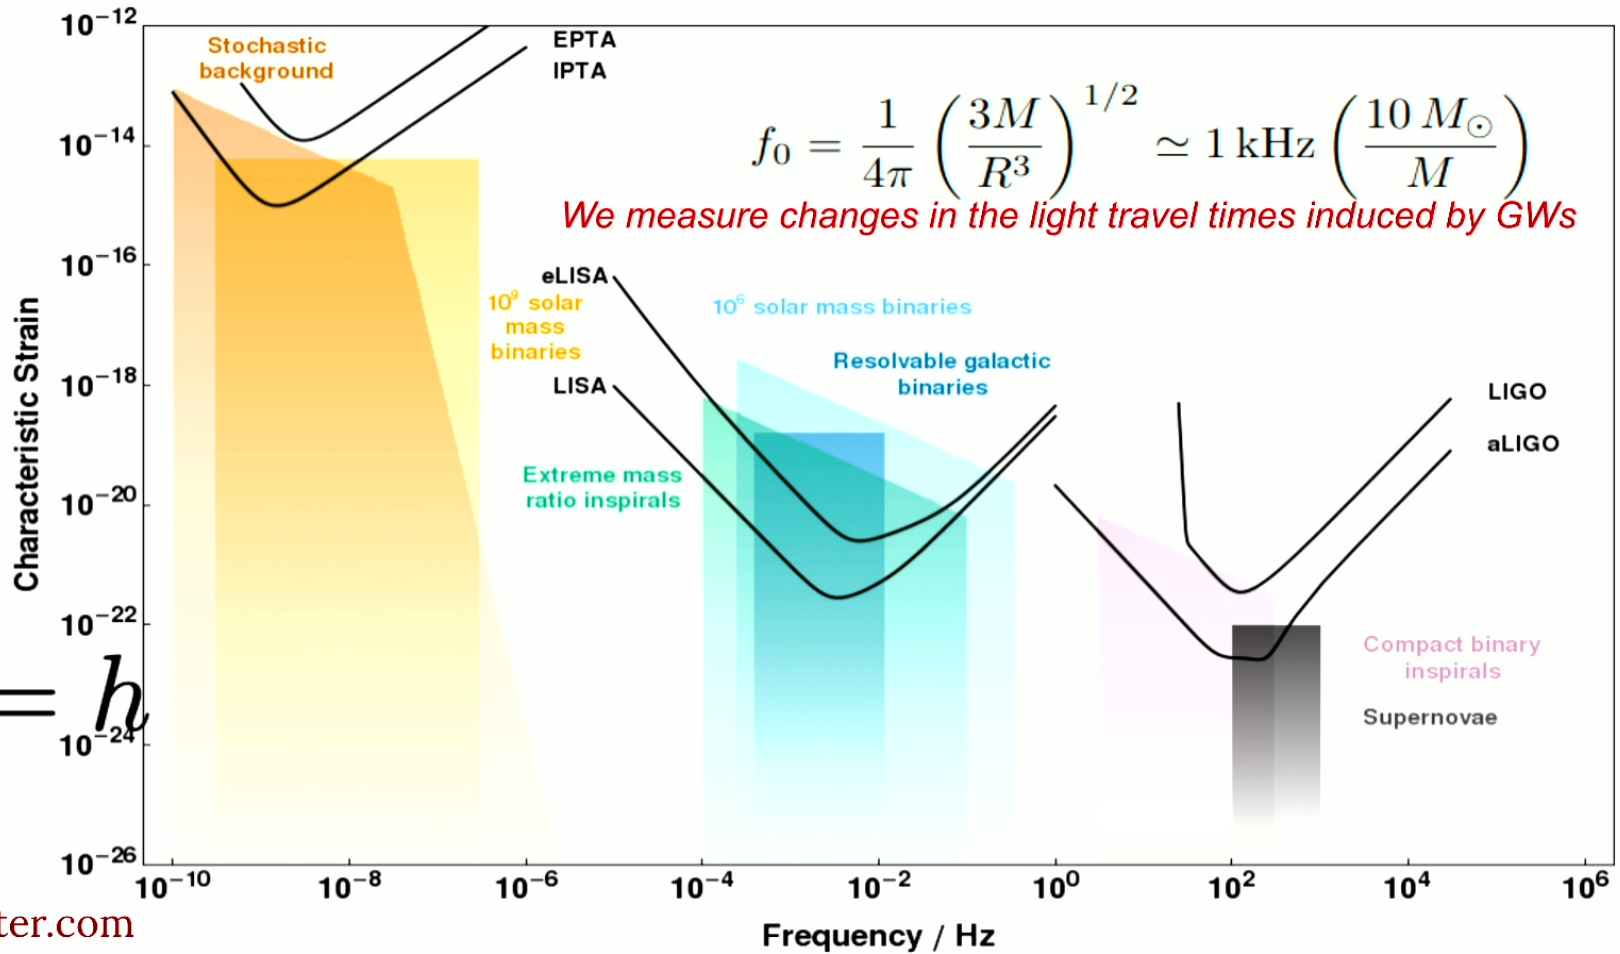 10⁻¹²
10⁻¹⁴
10⁻¹⁶
10⁻¹⁸
10⁻²⁰
10⁻²²
10⁻²⁴
10⁻²⁶
Characteristic Strain
Stochastic
background
EPTA
IPTA
f₀ = 1/4π (3M/R³)^1/2 ≃ 1 kHz (10 M☉/M)
We measure changes in the light travel times induced by GWs
eLISA
10⁹ solar
mass
binaries
LISA
10⁶ solar mass binaries
Resolvable galactic
binaries
Extreme mass
ratio inspirals
LIGO
aLIGO
Compact binary
inspirals
Supernovae
= h
10⁻¹⁰
10⁻⁸
10⁻⁶
10⁻⁴
10⁻²
10⁰
10²
10⁴
10⁶
Frequency / Hz
ter.com